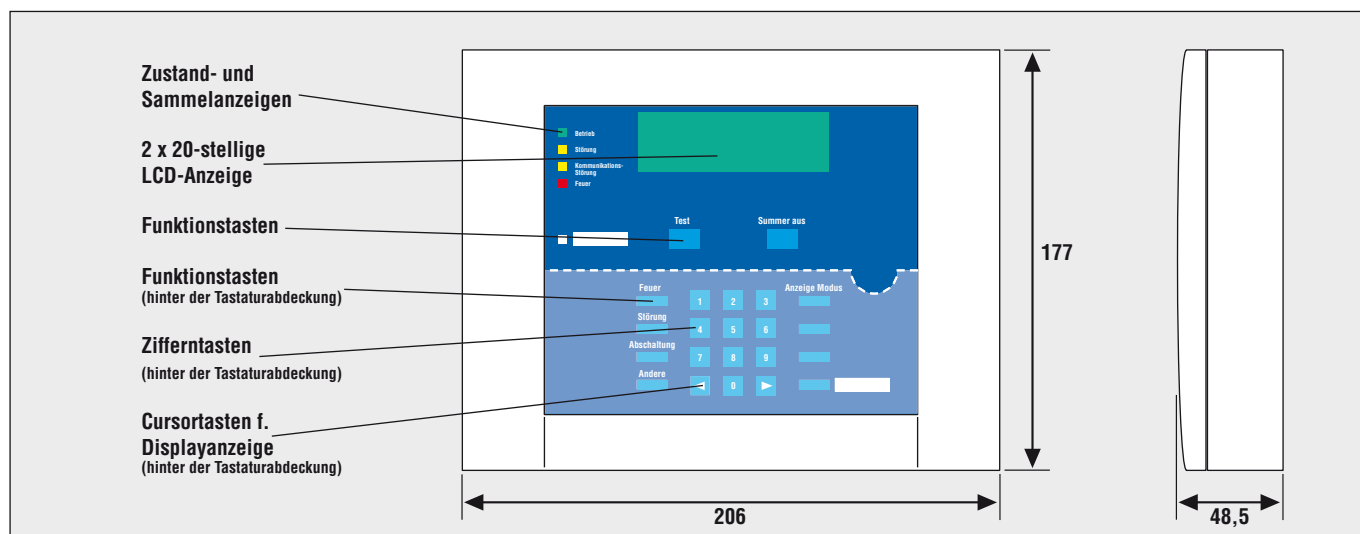 Zustand- und
Sammelanzeigen
2 x 20-stellige
LCD-Anzeige
Funktionstasten
Funktionstasten
(hinter der Tastaturabdeckung)
Zifferntasten
(hinter der Tastaturabdeckung)
Cursortasten f.
Displayanzeige
(hinter der Tastaturabdeckung)
Betrieb
Störung
Kommunikations-
Störung
Feuer
Test
Summer aus
Feuer
1
2
3
Anzeige Modus
Störung
4
5
6
Abschaltung
7
8
9
Andere
0
177
206
48,5